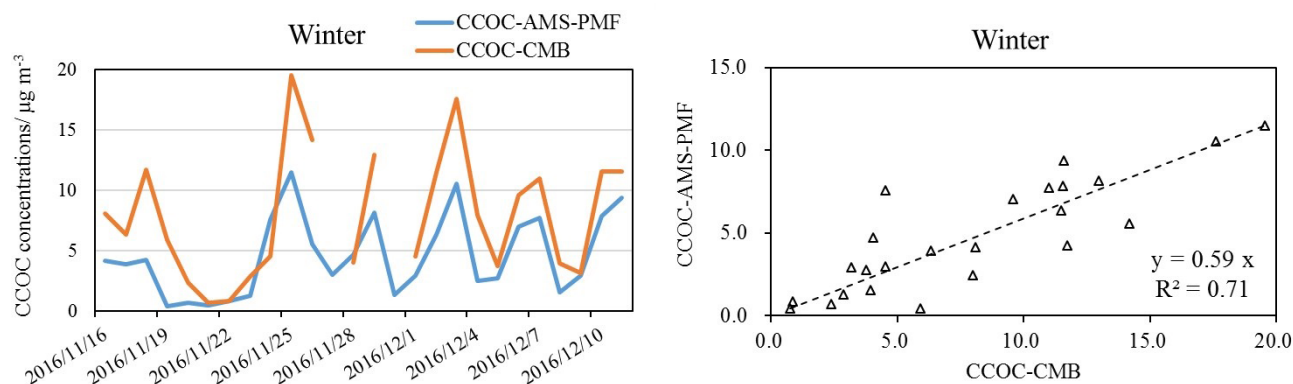 Winter
CCOC-AMS-PMF
CCOC-CMB
CCOC concentrations/ µg m⁻³
20
15
10
5
0
2016/11/16
2016/11/19
2016/11/22
2016/11/25
2016/11/28
2016/12/1
2016/12/4
2016/12/7
2016/12/10
Winter
CCOC-AMS-PMF
15.0
10.0
5.0
0.0
y = 0.59 x
R² = 0.71
0.0
5.0
10.0
15.0
20.0
CCOC-CMB